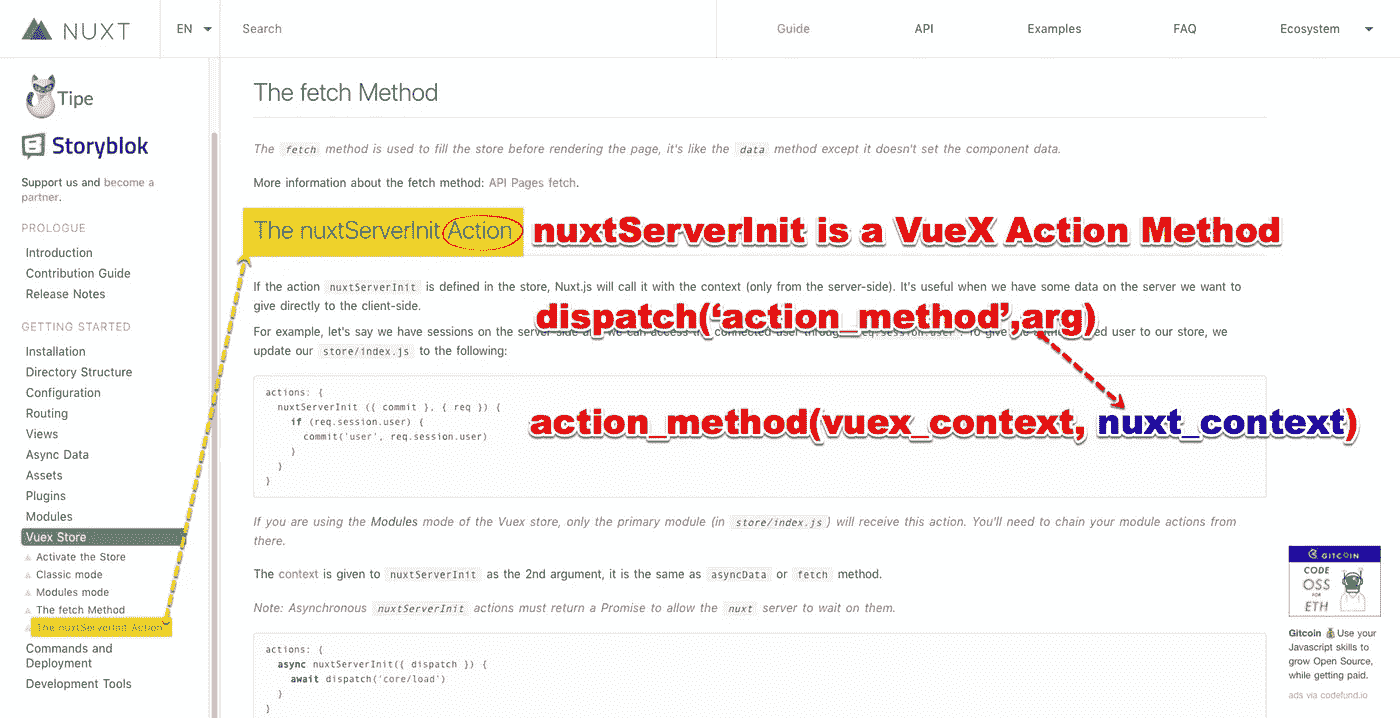 NUXT
EN
Search
Guide
API
Examples
FAQ
Ecosystem
Tipe
Storyblok
Support us and become a
partner.
PROLOGUE
Introduction
Contribution Guide
Release Notes
GETTING STARTED
Installation
Directory Structure
Configuration
Routing
Views
Async Data
Assets
Plugins
Modules
Vuex Store
Activate the Store
Classic mode
Modules mode
The fetch Method
The nuxtServerInit Action
Commands and
Deployment
Development Tools
The fetch Method
The fetch method is used to fill the store before rendering the page, it's like the data method except it doesn't set the component data.
More information about the fetch method: API Pages fetch.
The nuxtServerInit Action
nuxtServerInit is a VueX Action Method
If the action nuxtServerInit is defined in the store, Nuxt.js will call it with the context (only from the server-side). It's useful when we have some data on the server we want to
give directly to the client-side.
dispatch(‘action_method’,arg)
For example, let's say we have sessions on the server-side and we can access the connected user through req.session.user. To give the authenticated user to our store, we
update our store/index.js to the following:
actions: {
nuxtServerInit ({ commit }, { req }) {
if (req.session.user) {
commit('user', req.session.user)
}
}
}
action_method(vuex_context, nuxt_context)
If you are using the Modules mode of the Vuex store, only the primary module (in store/index.js) will receive this action. You'll need to chain your module actions from
there.
The context is given to nuxtServerInit as the 2nd argument, it is the same as asyncData or fetch method.
Note: Asynchronous nuxtServerInit actions must return a Promise to allow the nuxt server to wait on them.
actions: {
async nuxtServerInit({ dispatch }) {
await dispatch('core/load')
}
}
GITCOIN
CODE
OSS
FOR
ETH
Gitcoin 💰Use your
Javascript skills to
grow Open Source,
while getting paid.
ads via codefund.io